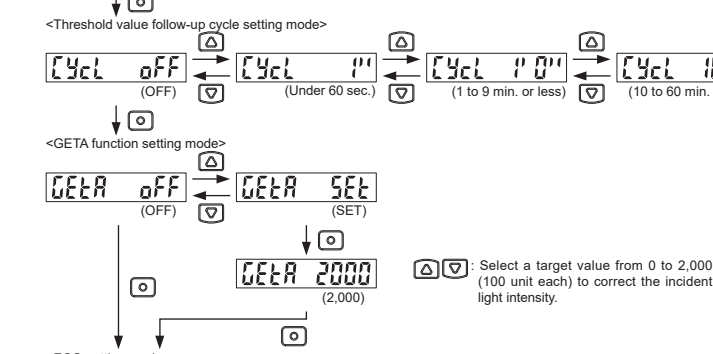 <Threshold value follow-up cycle setting mode>
CYcL oFF
CYcL 1''
CYcL 1' 0''
CYcL
(OFF)
(Under 60 sec.)
(1 to 9 min. or less)
(10 to 60 min.
<GETA function setting mode>
GEtA oFF
GEtA SEt
(OFF)
(SET)
GEtA 2000
(2,000)
: Select a target value from 0 to 2,000
(100 unit each) to correct the incident
light intensity.